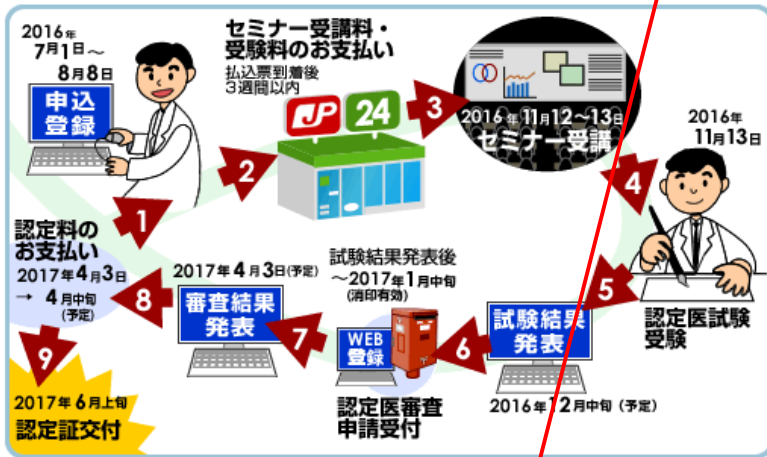 2016年
7月1日～
8月8日
申込
登録
1
2
セミナー受講料・
受験料のお支払い
払込票到着後
3週間以内
JP
24
3
2016年11月12～13日
セミナー受講
4
2016年
11月13日
認定医試験
受験
5
試験結果
発表
2016年12月中旬（予定）
6
試験結果発表後
～2017年1月中旬
(消印有効)
WEB
登録
認定医審査
申請受付
7
2017年4月3日(予定)
審査結果
発表
8
認定料の
お支払い
2017年4月3日
→ 4月中旬
(予定)
9
2017年6月上旬
認定証交付